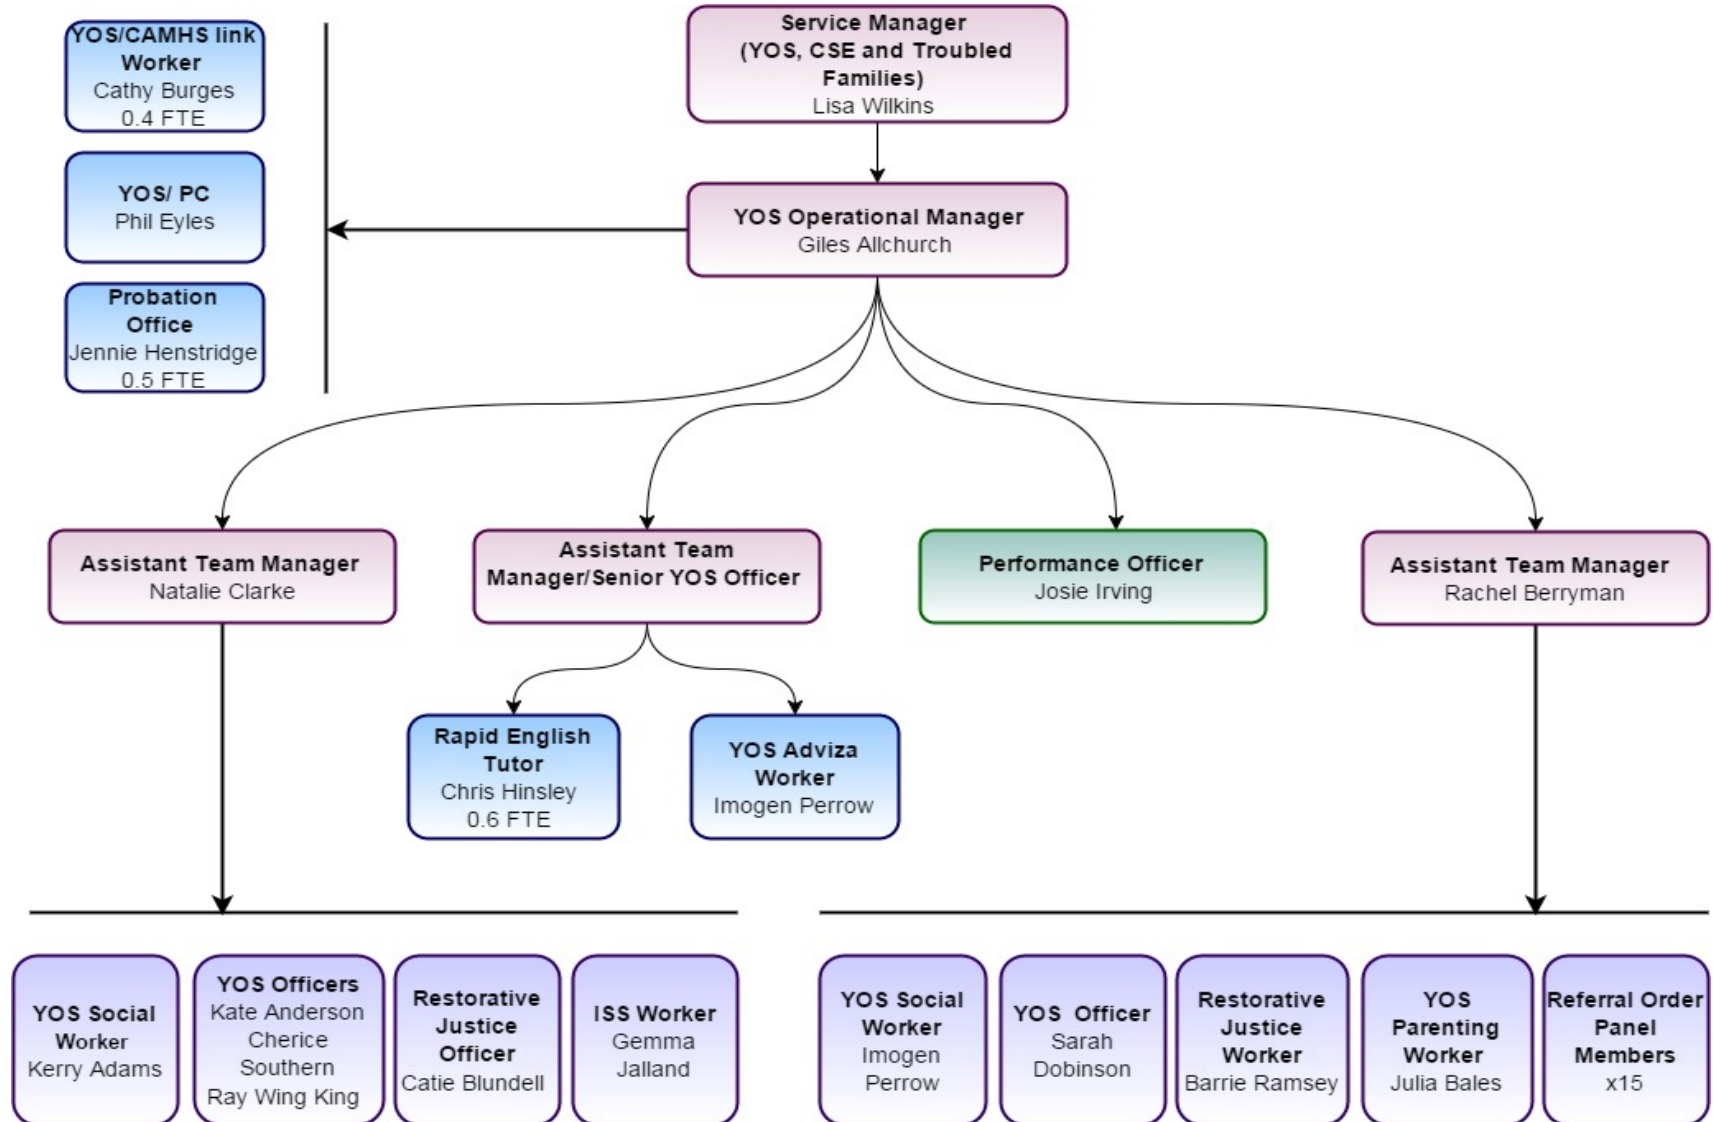 YOS/CAMHS link
Worker
Cathy Burges
0.4 FTE
YOS/ PC
Phil Eyles
Probation
Office
Jennie Henstridge
0.5 FTE
Service Manager
(YOS, CSE and Troubled
Families)
Lisa Wilkins
YOS Operational Manager
Giles Allchurch
Assistant Team Manager
Natalie Clarke
Assistant Team
Manager/Senior YOS Officer
Performance Officer
Josie Irving
Assistant Team Manager
Rachel Berryman
Rapid English
Tutor
Chris Hinsley
0.6 FTE
YOS Adviza
Worker
Imogen Perrow
YOS Social
Worker
Kerry Adams
YOS Officers
Kate Anderson
Cherice
Southern
Ray Wing King
Restorative
Justice
Officer
Catie Blundell
ISS Worker
Gemma
Jalland
YOS Social
Worker
Imogen
Perrow
YOS  Officer
Sarah
Dobinson
Restorative
Justice
Worker
Barrie Ramsey
YOS
Parenting
Worker
Julia Bales
Referral Order
Panel
Members
x15